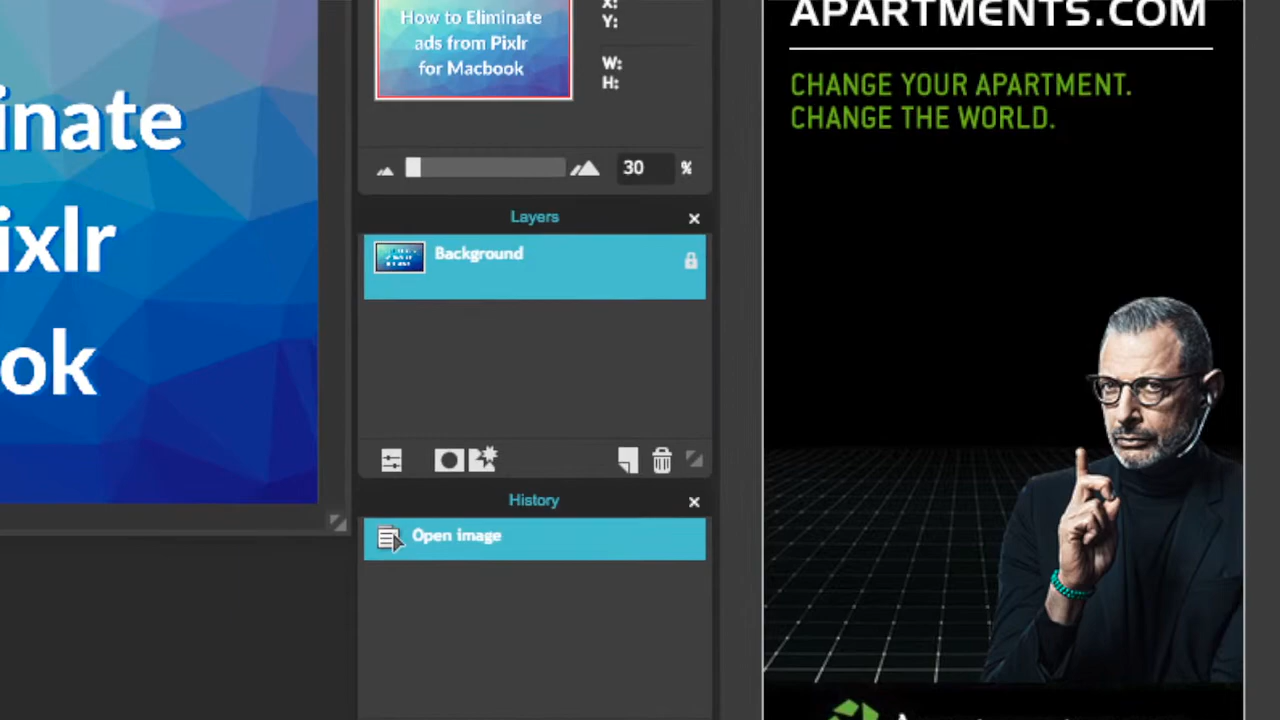 inate
ixlr
ok
How to Eliminate
ads from Pixlr
for Macbook
X:
Y:
W:
H:
30 %
Layers
Background
History
Open image
APARTMENTS.COM
CHANGE YOUR APARTMENT.
CHANGE THE WORLD.